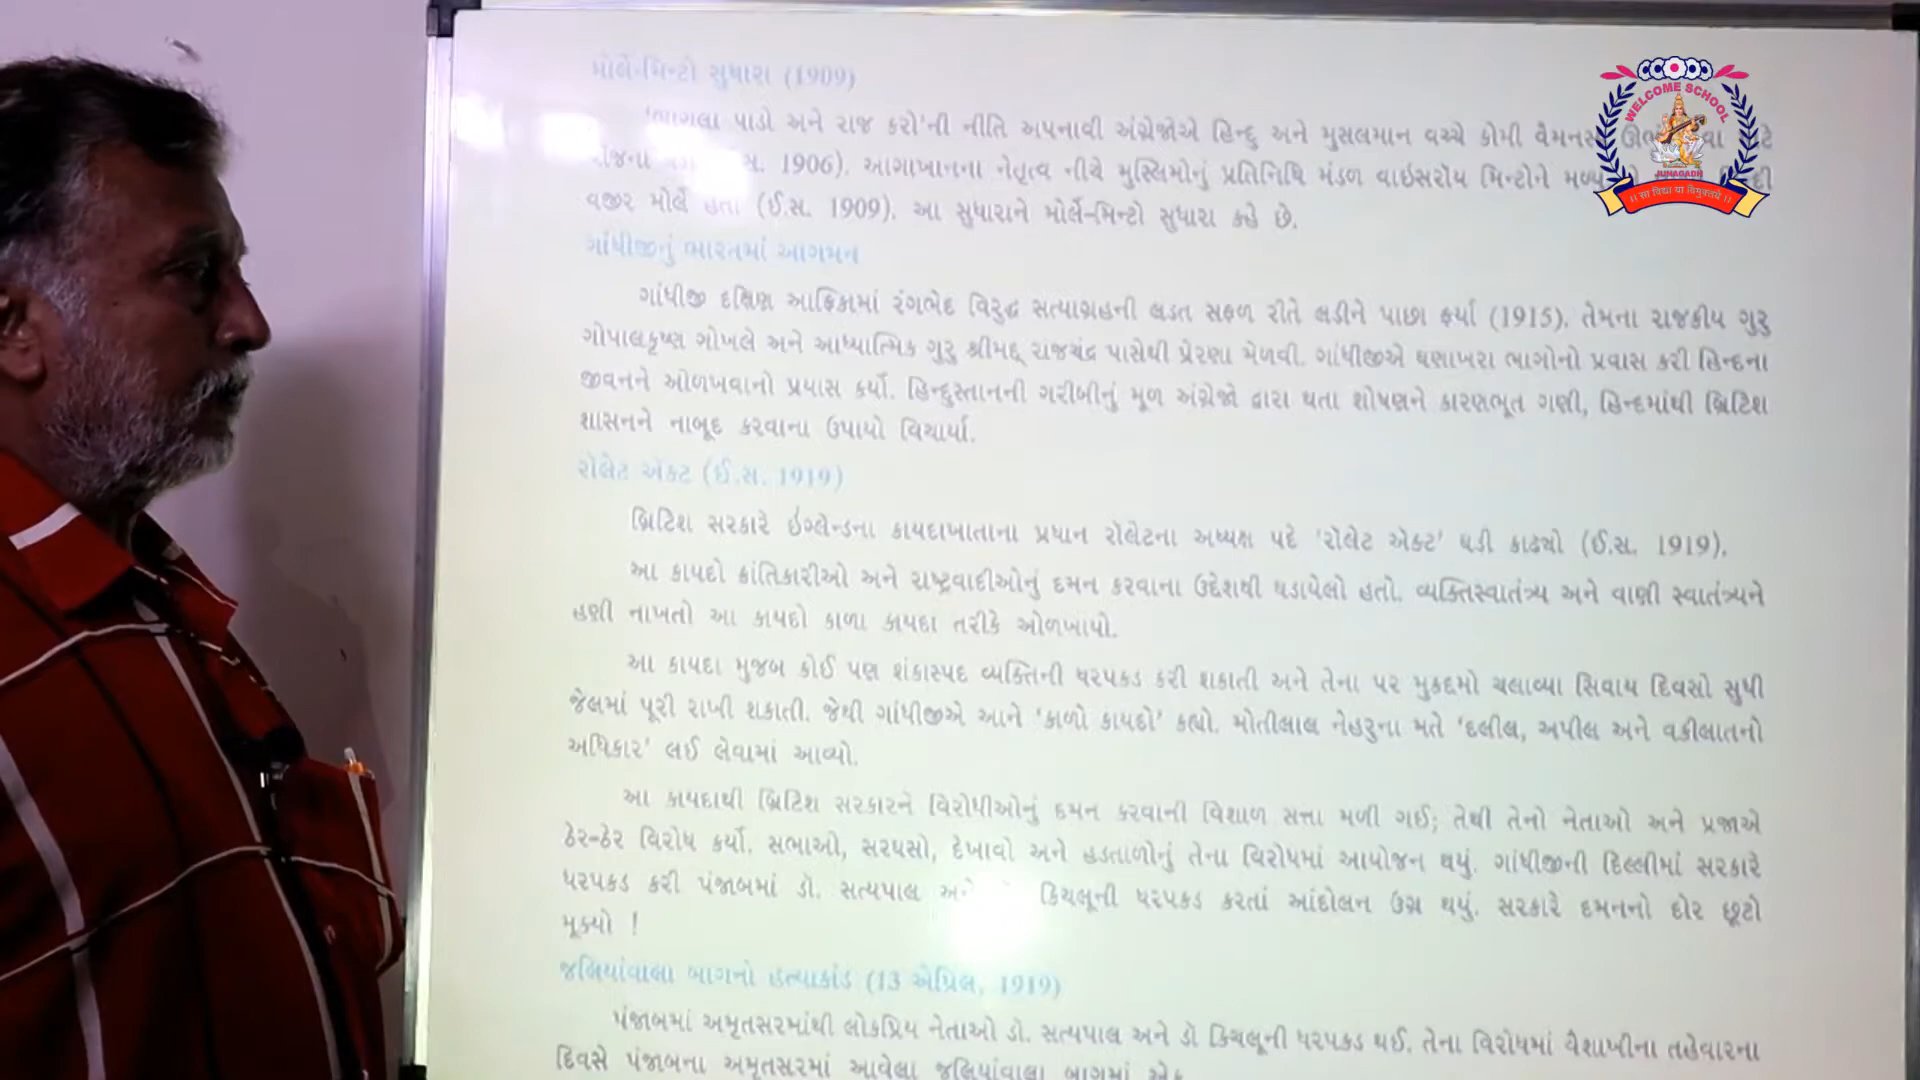 મોર્લે-મિન્ટો સુધારા (1909)
'ભાગલા પાડો અને રાજ કરો'ની નીતિ અપનાવી અંગ્રેજોએ હિન્દુ અને મુસલમાન વચ્ચે કોમી વૈમનસ્ય
સ. 1906). આગાખાનના નેતૃત્વ નીચે મુસ્લિમોનું પ્રતિનિધિ મંડળ વાઇસરૉય મિન્ટોને
વજીર મોર્લે હતા (ઈ.સ. 1909). આ સુધારાને મોર્લે-મિન્ટો સુધારા કહે છે.
ગાંધીજીનું ભારતમાં આગમન
ગાંધીજી દક્ષિણ આફ્રિકામાં રંગભેદ વિરુદ્ધ સત્યાગ્રહની લડત સફળ રીતે લડીને પાછા ફર્યા (1915). તેમના રાજકીય ગુરુ
ગોપાલકૃષ્ણ ગોખલે અને આધ્યાત્મિક ગુરુ શ્રીમદ્ રાજચંદ્ર પાસેથી પ્રેરણા મેળવી. ગાંધીજીએ ઘણાખરા ભાગોનો પ્રવાસ કરી હિન્દના
જીવનને ઓળખવાનો પ્રયાસ કર્યો. હિન્દુસ્તાનની ગરીબીનું મૂળ અંગ્રેજો દ્વારા થતા શોષણને કારણભૂત ગણી, હિન્દમાંથી બ્રિટિશ
શાસનને નાબૂદ કરવાના ઉપાયો વિચાર્યા.
રૉલેટ ઍક્ટ (ઈ.સ. 1919)
બ્રિટિશ સરકારે ઇંગ્લૅન્ડના કાયદાખાતાના પ્રધાન રૉલેટના અધ્યક્ષ પદે 'રૉલેટ ઍક્ટ' ઘડી કાઢ્યો (ઈ.સ. 1919).
આ કાયદો ક્રાંતિકારીઓ અને રાષ્ટ્રવાદીઓનું દમન કરવાના ઉદ્દેશથી ઘડાયેલો હતો. વ્યક્તિસ્વાતંત્ર્ય અને વાણી સ્વાતંત્ર્યને
હણી નાખતો આ કાયદો કાળા કાયદા તરીકે ઓળખાયો.
આ કાયદા મુજબ કોઈ પણ શંકાસ્પદ વ્યક્તિની ધરપકડ કરી શકાતી અને તેના પર મુકદ્દમો ચલાવ્યા સિવાય દિવસો સુધી
જેલમાં પૂરી રાખી શકાતી. જેથી ગાંધીજીએ આને 'કાળો કાયદો' કહ્યો. મોતીલાલ નેહરુના મતે 'દલીલ, અપીલ અને વકીલાતનો
અધિકાર' લઈ લેવામાં આવ્યો.
આ કાયદાથી બ્રિટિશ સરકારને વિરોધીઓનું દમન કરવાની વિશાળ સત્તા મળી ગઈ; તેથી તેનો નેતાઓ અને પ્રજાએ
ઠેર-ઠેર વિરોધ કર્યો. સભાઓ, સરઘસો, દેખાવો અને હડતાળોનું તેના વિરોધમાં આયોજન થયું. ગાંધીજીની દિલ્લીમાં સરકારે
ધરપકડ કરી પંજાબમાં ડૉ. સત્યપાલ અને કિચલૂની ધરપકડ કરતાં આંદોલન ઉગ્ર થયું. સરકારે દમનનો દોર છૂટો
મૂક્યો !
જલિયાંવાલા બાગનો હત્યાકાંડ (13 એપ્રિલ, 1919)
પંજાબમાં અમૃતસરમાંથી લોકપ્રિય નેતાઓ ડૉ. સત્યપાલ અને ડૉ કિચલૂની ધરપકડ થઈ. તેના વિરોધમાં વૈશાખીના તહેવારના
દિવસે પંજાબના અમૃતસરમાં આવેલા જલિયાંવાલા બાગમાં એક
WELCOME SCHOOL
JUNAGADH
॥ सा विद्या या विमुक्तये ॥